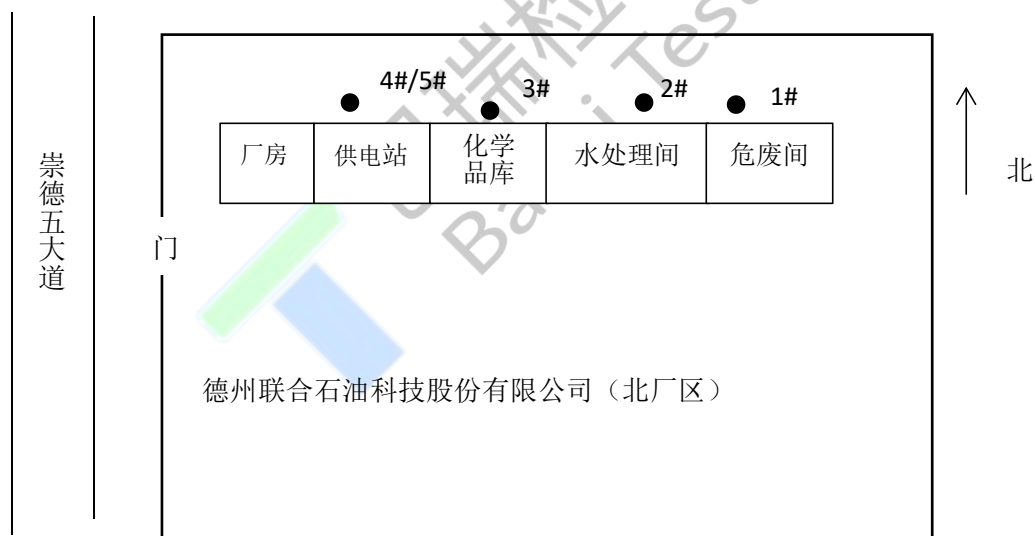 4#/5#
3#
2#
1#
厂房
供电站
化学
品库
水处理间
危废间
北
崇德五大道
门
德州联合石油科技股份有限公司（北厂区）